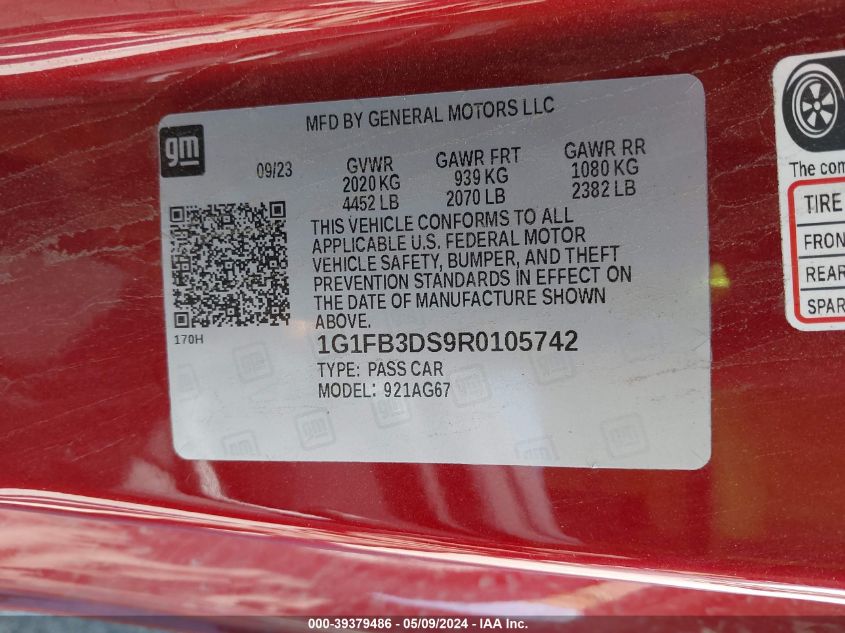 MFD BY GENERAL MOTORS LLC
gm
09/23
GVWR GAWR FRT GAWR RR
2020 KG 939 KG 1080 KG
4452 LB 2070 LB 2382 LB
THIS VEHICLE CONFORMS TO ALL
APPLICABLE U.S. FEDERAL MOTOR
VEHICLE SAFETY, BUMPER, AND THEFT
PREVENTION STANDARDS IN EFFECT ON
THE DATE OF MANUFACTURE SHOWN
ABOVE.
170H
1G1FB3DS9R0105742
TYPE: PASS CAR
MODEL: 921AG67
The com
TIRE
FRON
REAR
SPAR
000-39379486 - 05/09/2024 - IAA Inc.